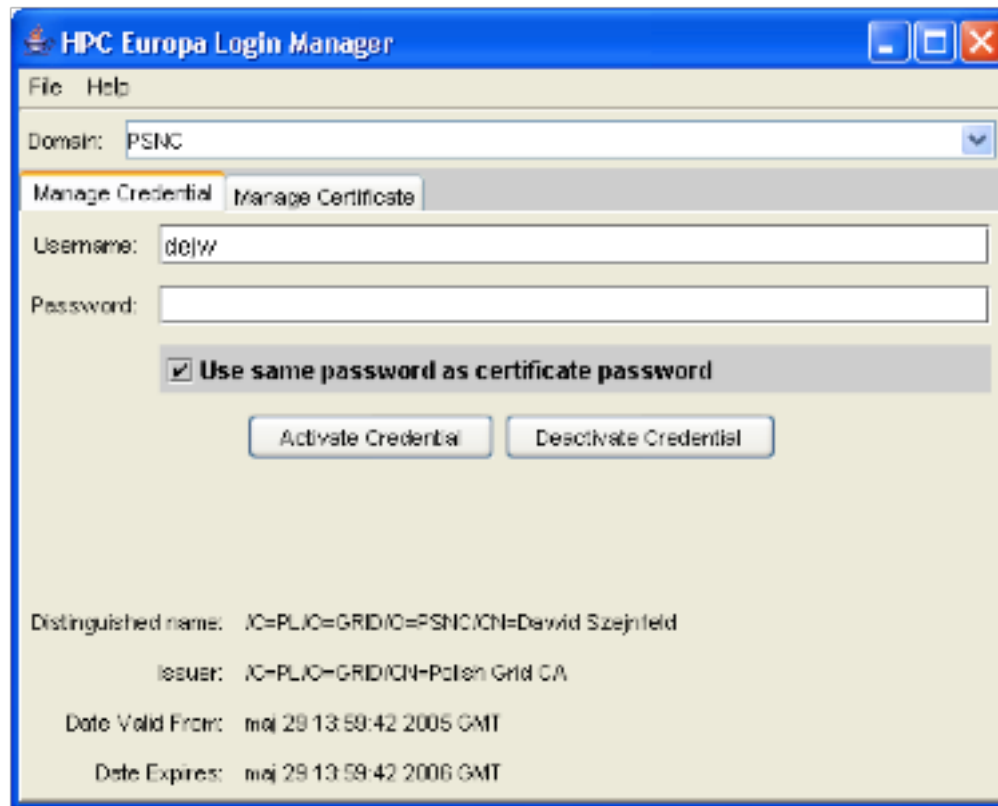 HPC Europa Login Manager
File Help
Domain: PSNC
Manage Credential Manage Certificate
Username: dejw
Password:
Use same password as certificate password
Activate Credential Deactivate Credential
Distinguished name: /C=PL/O=GRID/O=PSNC/CN=Dawid Szejnfeld
Issuer: /C=PL/O=GRID/CN=Polish Grid CA
Date Valid From: maj 29 13:59:42 2005 GMT
Date Expires: maj 29 13:59:42 2006 GMT